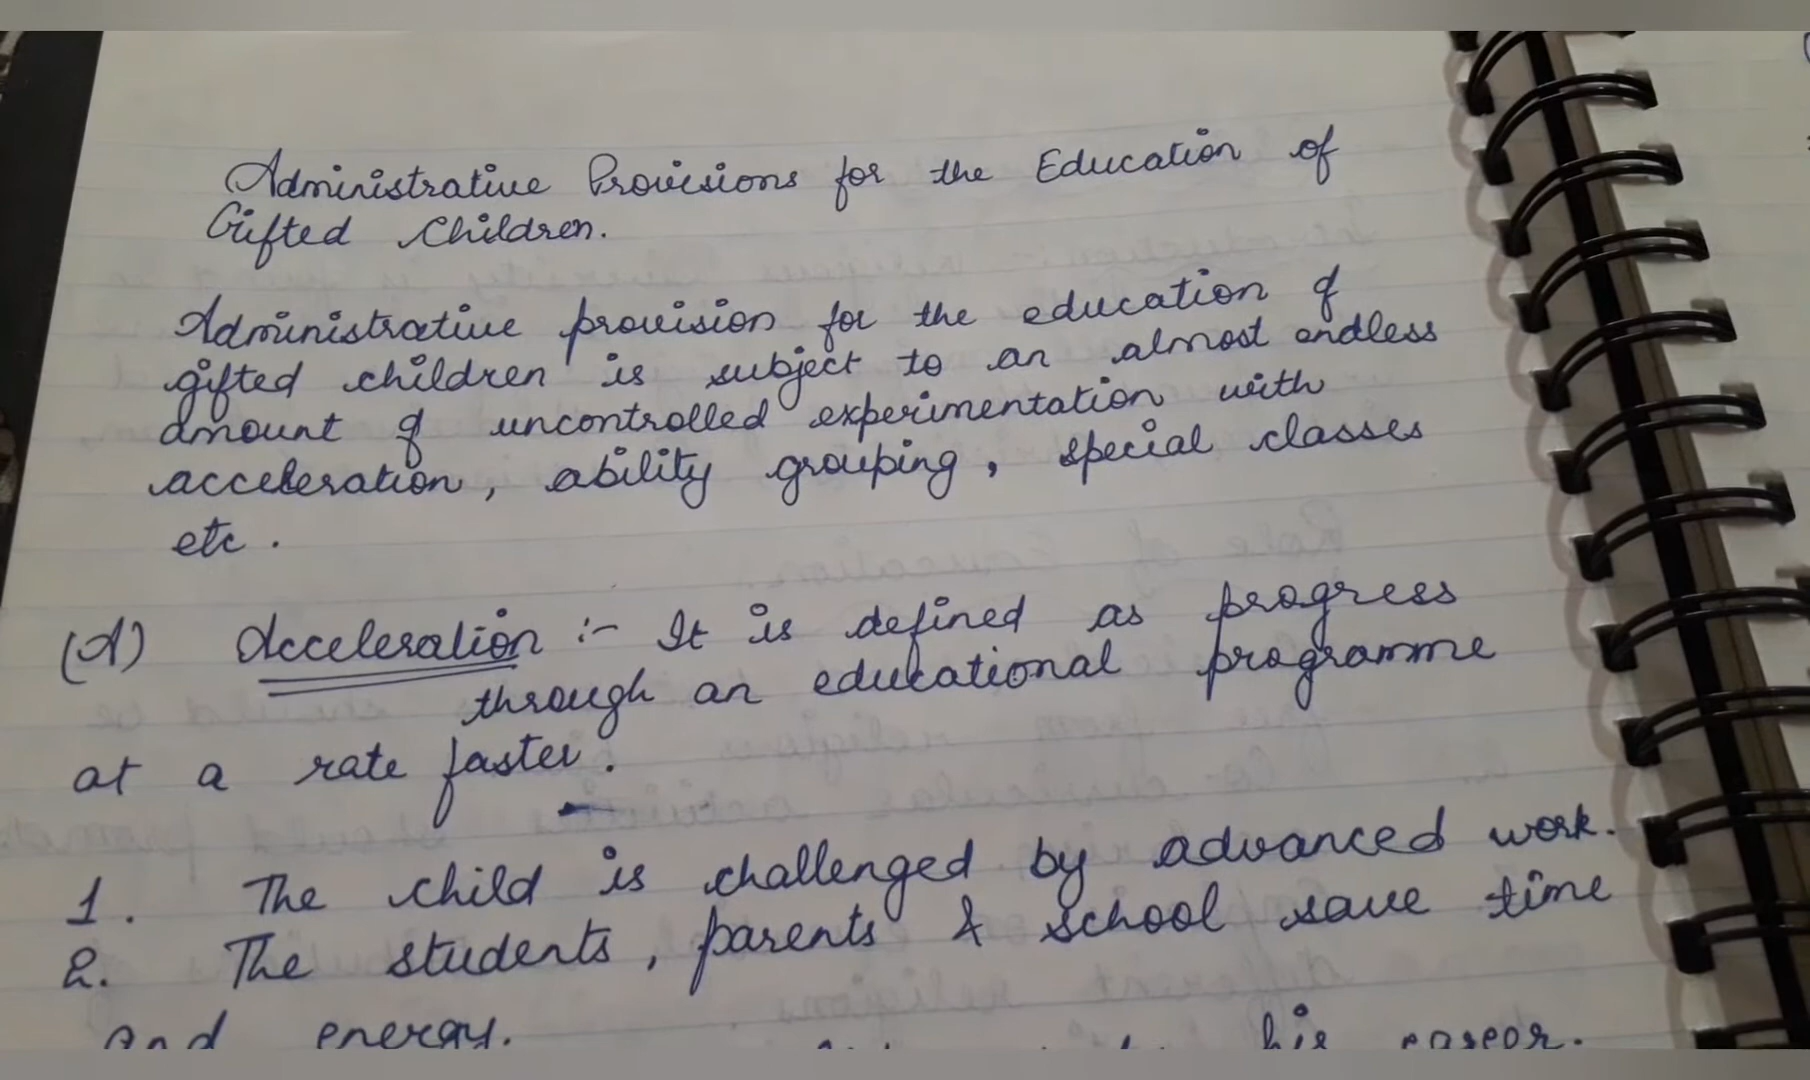 Administrative Provisions for the Education of
Gifted Children.
Administrative provision for the education of
gifted children is subject to an almost endless
amount of uncontrolled experimentation with
acceleration, ability grouping, special classes
etc.
(A) Acceleration :- It is defined as progress
through an educational programme
at a rate faster.
1. The child is challenged by advanced work.
2. The students, parents & school save time
and energy.
his career.